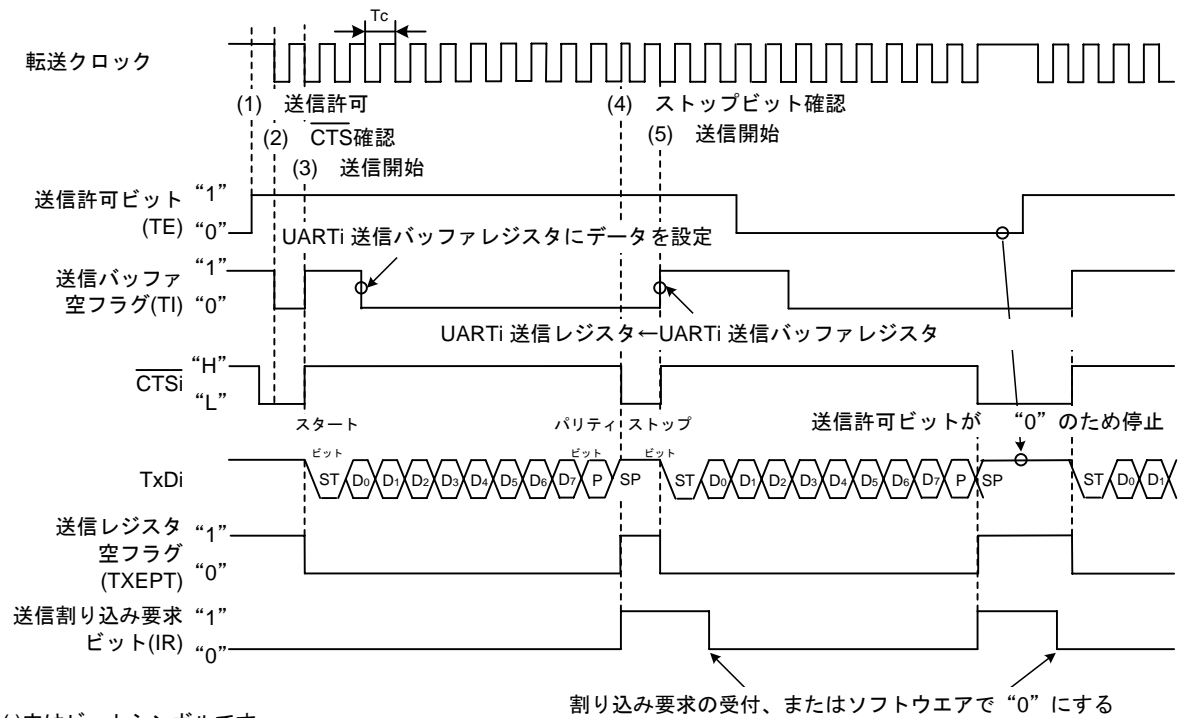 Tc
転送クロック
(1) 送信許可
(4) ストップビット確認
(2) CTS確認
(5) 送信開始
(3) 送信開始
送信許可ビット “1”
(TE) “0”
UARTi 送信バッファレジスタにデータを設定
送信バッファ “1”
空フラグ(TI) “0”
UARTi 送信レジスタ←UARTi 送信バッファレジスタ
CTSi “H”
“L”
スタート パリティ ストップ
送信許可ビットが “0”のため停止
ビット ビット ビット
TxDi ST D0 D1 D2 D3 D4 D5 D6 D7 P SP ST D0 D1 D2 D3 D4 D5 D6 D7 P SP ST D0 D1
送信レジスタ “1”
空フラグ
(TXEPT) “0”
送信割り込み要求 “1”
ビット(IR) “0”
割り込み要求の受付、またはソフトウエアで“0”にする